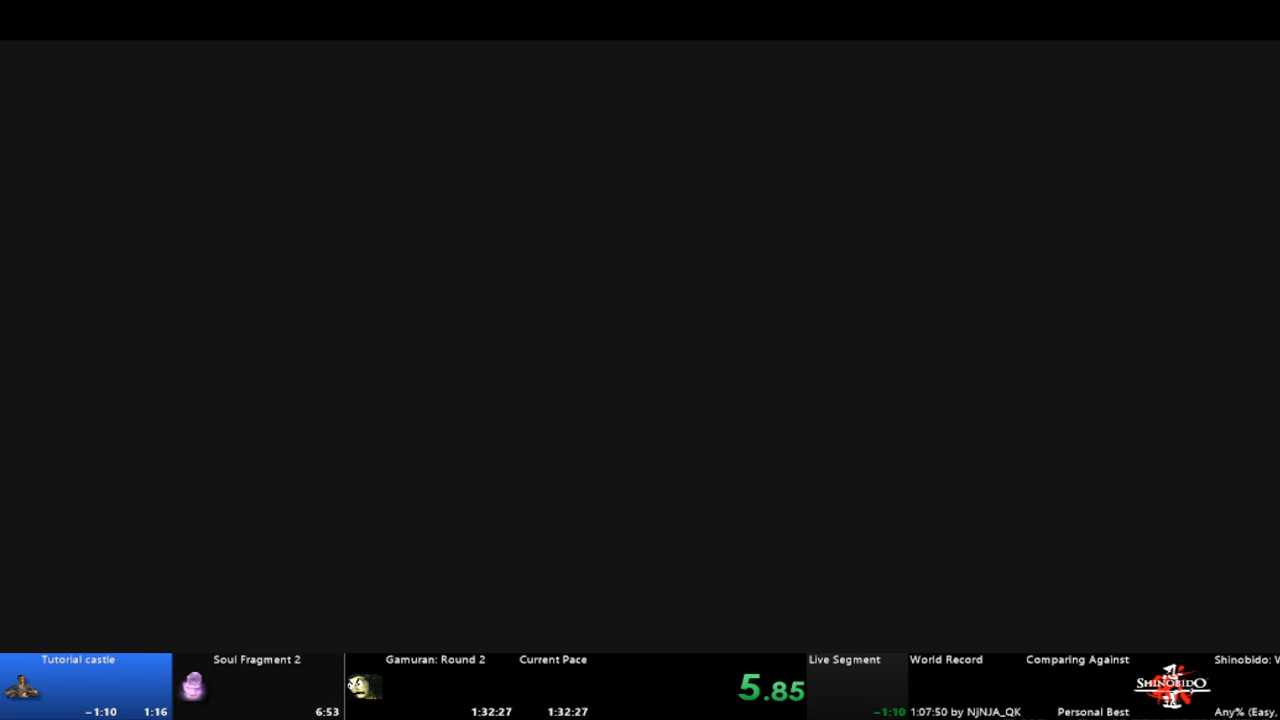 Tutorial castle
−1:10 1:16
Soul Fragment 2
6:53
Gamuran: Round 2
1:32:27
Current Pace
1:32:27
5.85
Live Segment
−1:10
World Record
1:07:50 by NjNJA_QK
Comparing Against
Personal Best
SHINOBIDO
Shinobido: W
Any% (Easy,